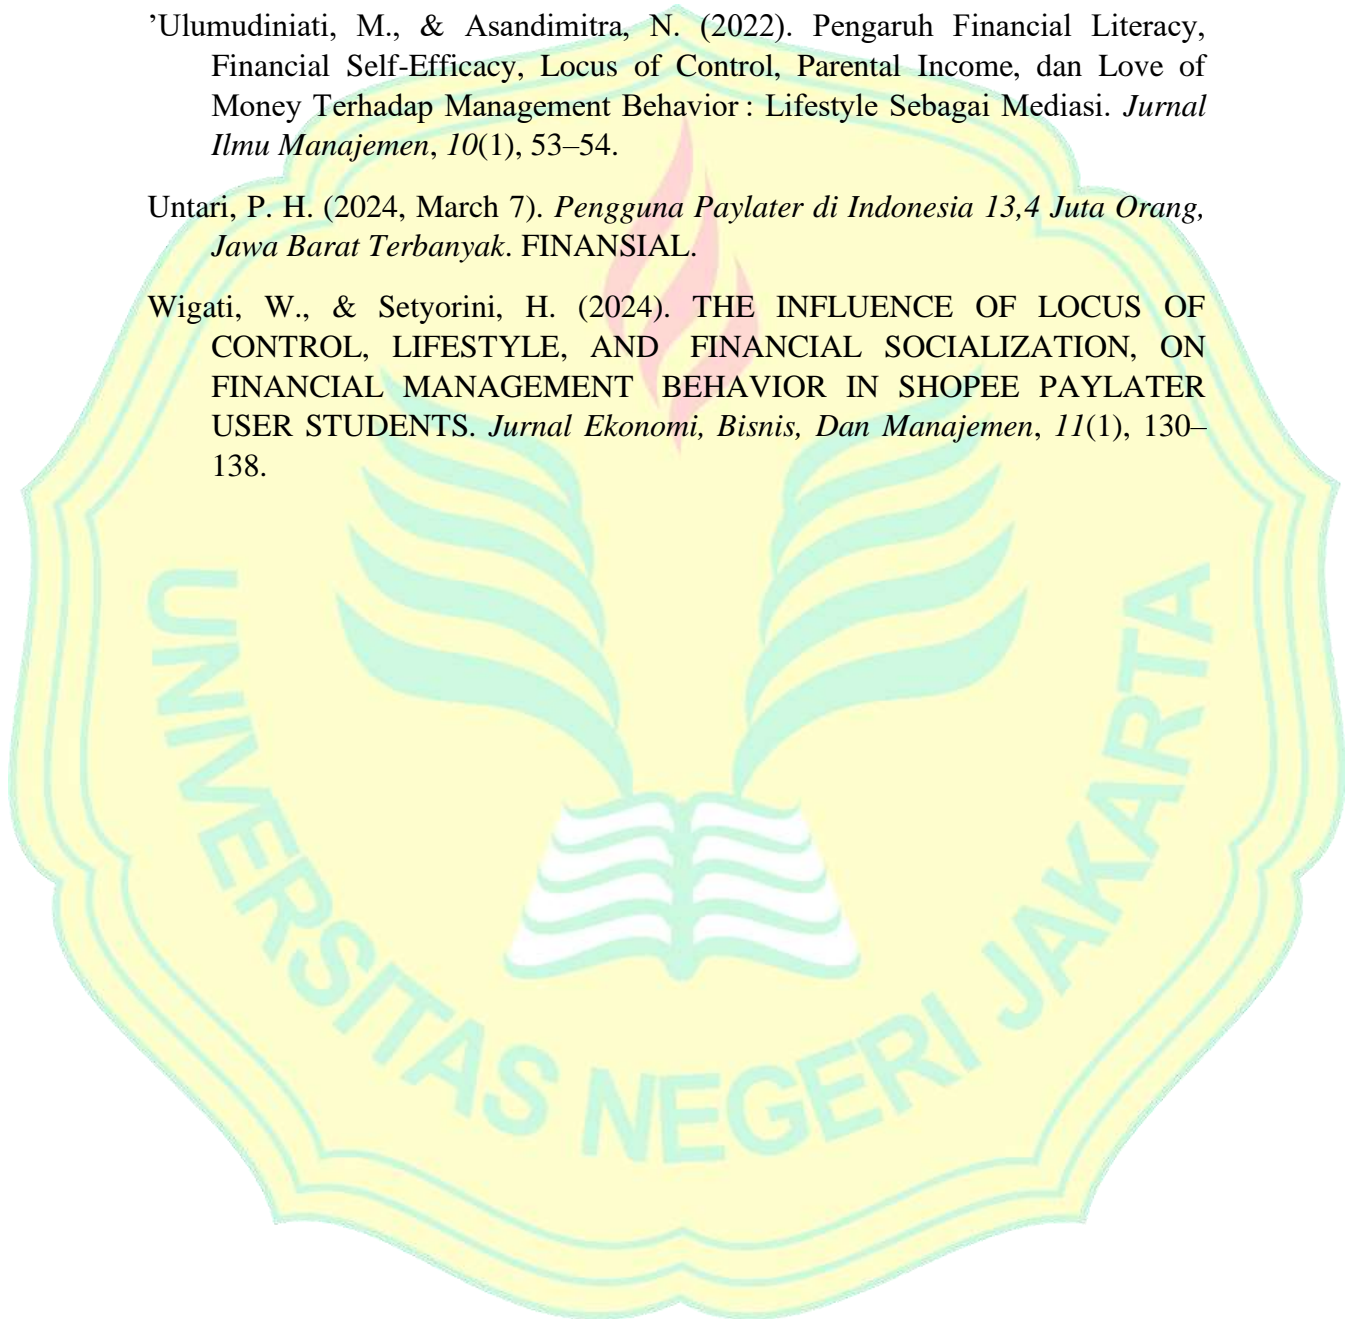 ’Ulumudiniati, M., & Asandimitra, N. (2022). Pengaruh Financial Literacy,
Financial Self-Efficacy, Locus of Control, Parental Income, dan Love of
Money Terhadap Management Behavior : Lifestyle Sebagai Mediasi. Jurnal
Ilmu Manajemen, 10(1), 53–54.
Untari, P. H. (2024, March 7). Pengguna Paylater di Indonesia 13,4 Juta Orang,
Jawa Barat Terbanyak. FINANSIAL.
Wigati, W., & Setyorini, H. (2024). THE INFLUENCE OF LOCUS OF
CONTROL, LIFESTYLE, AND FINANCIAL SOCIALIZATION, ON
FINANCIAL MANAGEMENT BEHAVIOR IN SHOPEE PAYLATER
USER STUDENTS. Jurnal Ekonomi, Bisnis, Dan Manajemen, 11(1), 130–
138.
UNIVERSITAS NEGERI JAKARTA